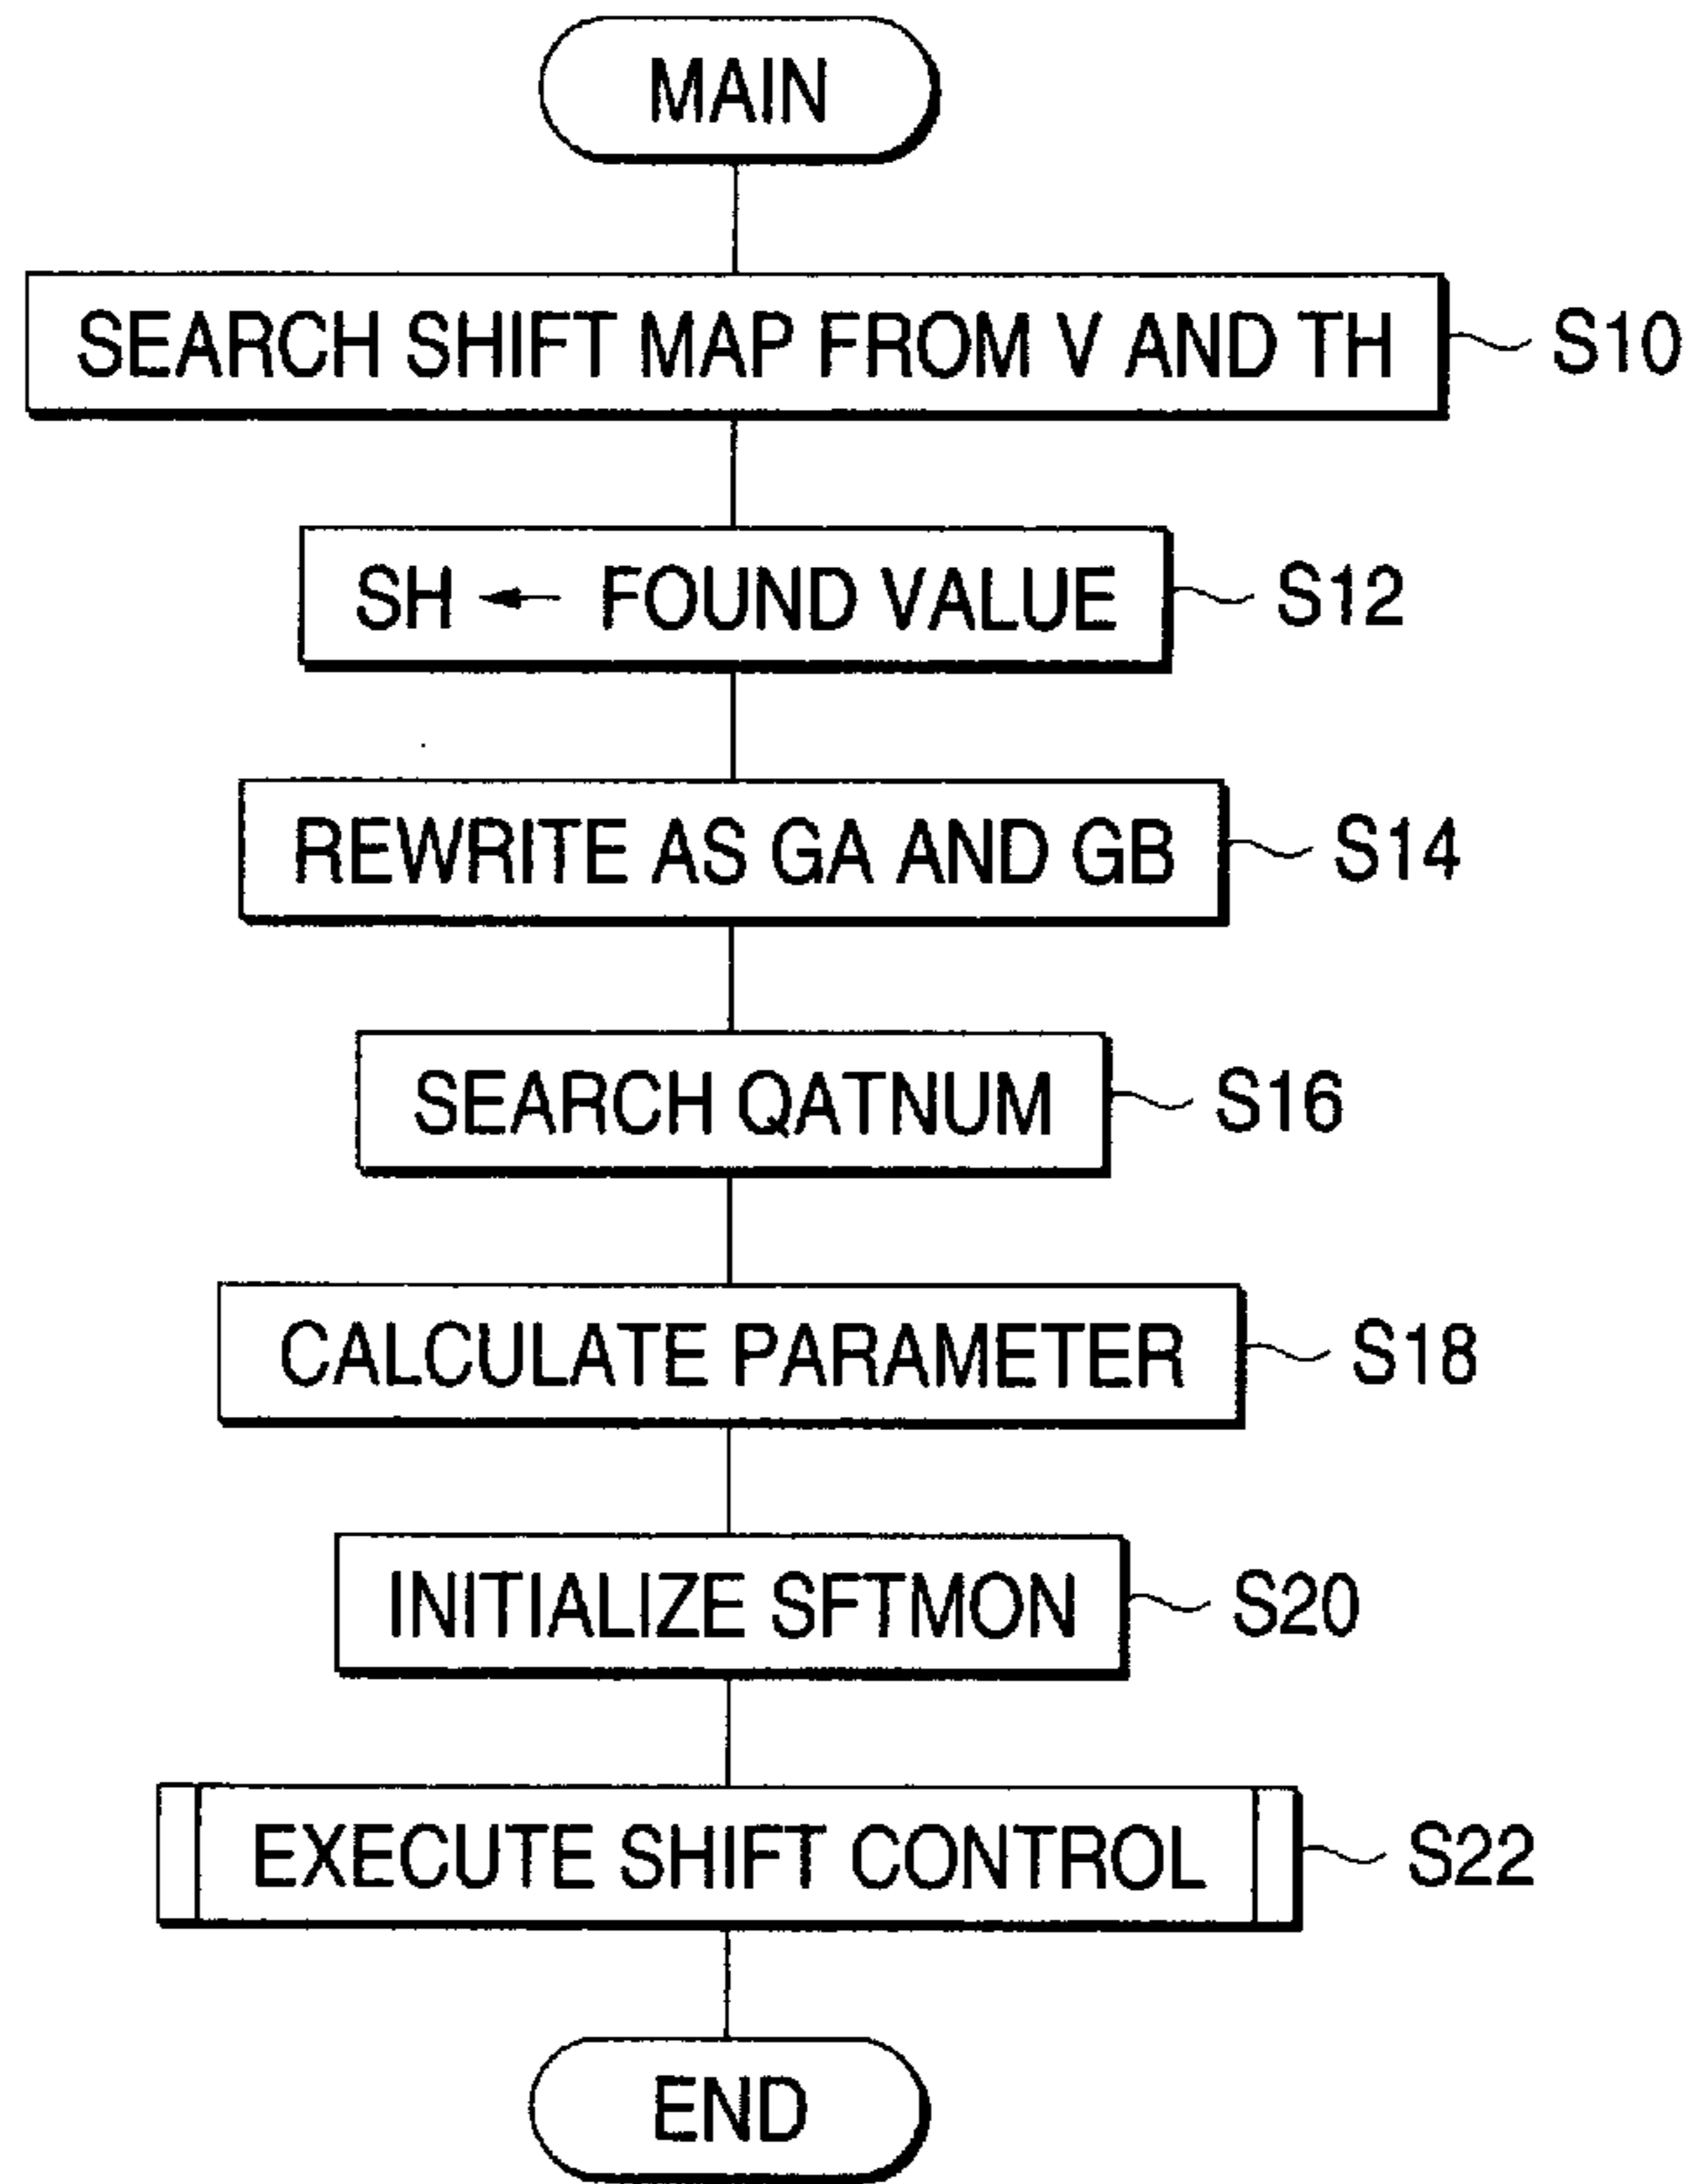 MAIN
SEARCH SHIFT MAP FROM V AND TH
S10
SH ← FOUND VALUE
S12
REWRITE AS GA AND GB
S14
SEARCH QATNUM
S16
CALCULATE PARAMETER
S18
INITIALIZE SFTMON
S20
EXECUTE SHIFT CONTROL
S22
END